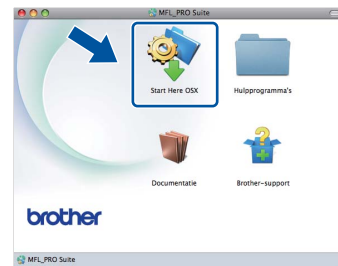 MFL_PRO Suite
Start Here OSX
Hulpprogramma's
Documentatie
Brother-support
brother
MFL_PRO Suite